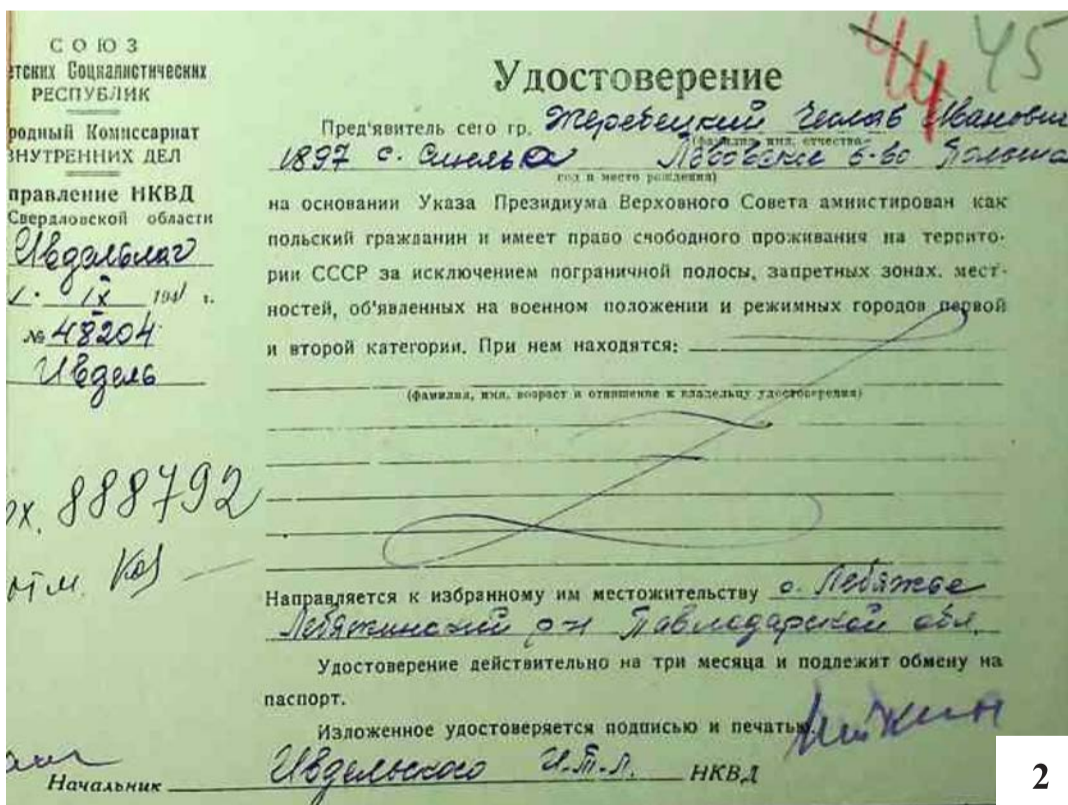 СОЮЗ
етских Социалистических
РЕСПУБЛИК
родный Комиссариат
ВНУТРЕННИХ ДЕЛ
правление НКВД
Свердловской области
Ивдельлаг
IX 1941 г.
№ 48204
Ивдель
рх. 888792
44 45
Удостоверение
Пред'явитель сего гр. Жеребецкий Чеслав Иванович
(фамилия, имя, отчество)
1897 с. Львовск Польша
год и место рождения)
на основании Указа Президиума Верховного Совета амнистирован как
польский гражданин и имеет право свободного проживания на террито-
рии СССР за исключением пограничной полосы, запретных зонах, мест-
ностей, об'явленных на военном положении и режимных городов первой
и второй категории. При нем находятся:
(фамилия, имя, возраст и отношение к владельцу удостоверения)
Направляется к избранному им местожительству с. Лебяжье
Лебяжинский р-н Павлодарской обл.
Удостоверение действительно на три месяца и подлежит обмену на
паспорт.
Изложенное удостоверяется подписью и печатью.
Начальник Ивдельского И.Т.Л. НКВД
2